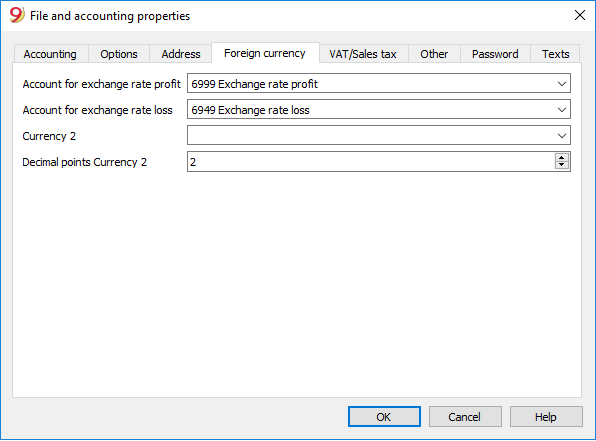 9 File and accounting properties
Accounting Options Address Foreign currency VAT/Sales tax Other Password Texts
Account for exchange rate profit 6999 Exchange rate profit
Account for exchange rate loss 6949 Exchange rate loss
Currency 2
Decimal points Currency 2 2
OK Cancel Help